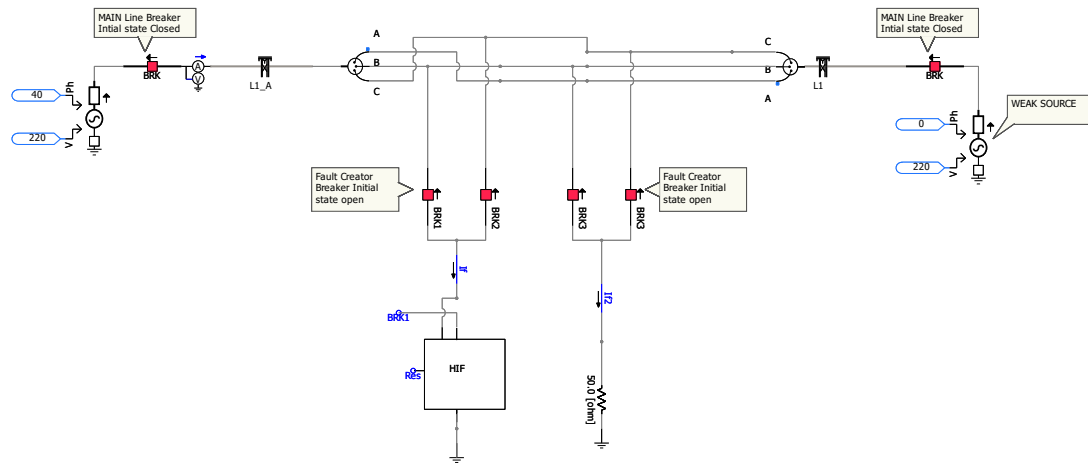 MAIN Line Breaker
Intial state Closed
MAIN Line Breaker
Intial state Closed
A
B
C
C
B
A
BRK
A
V
L1_A
L1
BRK
40
Ph
220
V
WEAK SOURCE
0
Ph
220
V
Fault Creator
Breaker Initial
state open
Fault Creator
Breaker Initial
state open
BRK1
BRK2
BRK3
BRK3
If
If2
BRK1
HIF
Res
50.0 [ohm]